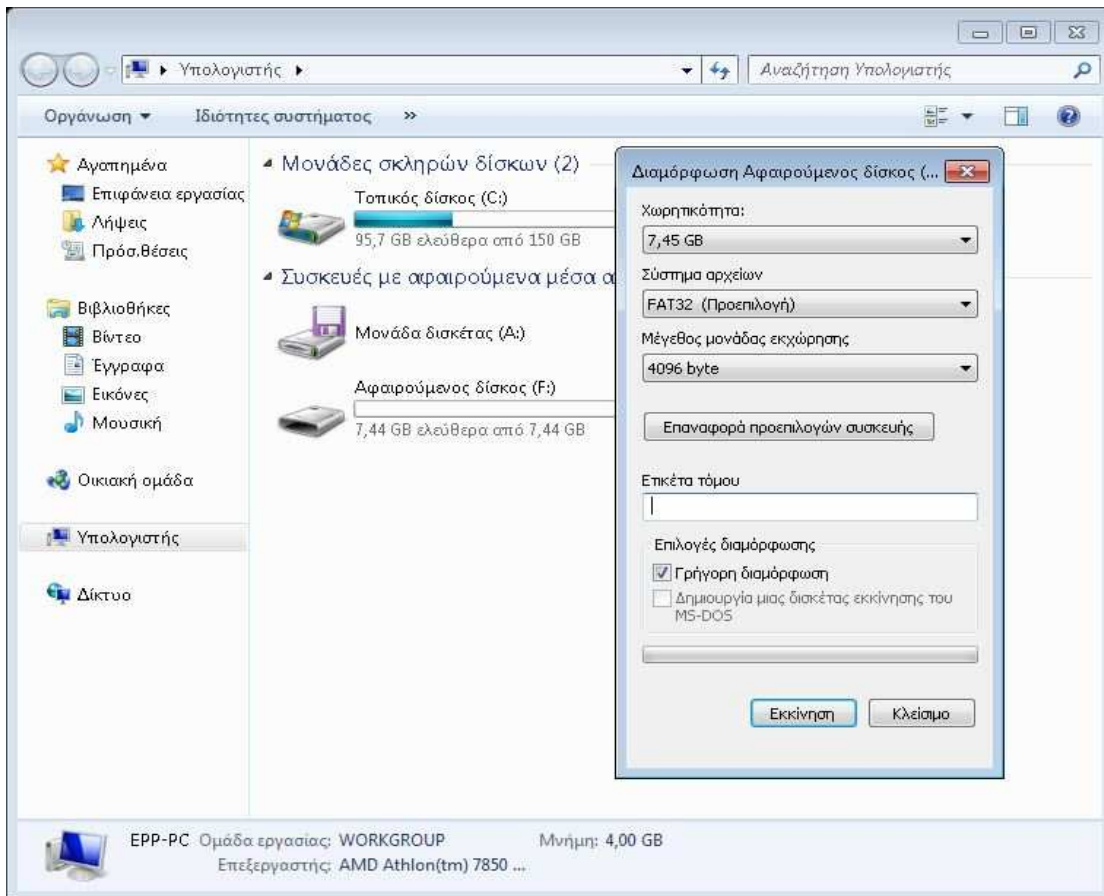 Υπολογιστής
Αναζήτηση Υπολογιστής
Οργάνωση
Ιδιότητες συστήματος »
Αγαπημένα
Επιφάνεια εργασίας
Λήψεις
Πρόσ.θέσεις
Βιβλιοθήκες
Βίντεο
Έγγραφα
Εικόνες
Μουσική
Οικιακή ομάδα
Υπολογιστής
Δίκτυο
Μονάδες σκληρών δίσκων (2)
Τοπικός δίσκος (C:)
95,7 GB ελεύθερα από 150 GB
Συσκευές με αφαιρούμενα μέσα α
Μονάδα δισκέτας (A:)
Αφαιρούμενος δίσκος (F:)
7,44 GB ελεύθερα από 7,44 GB
Διαμόρφωση Αφαιρούμενος δίσκος (...
Χωρητικότητα:
7,45 GB
Σύστημα αρχείων
FAT32 (Προεπιλογή)
Μέγεθος μονάδας εκχώρησης
4096 byte
Επαναφορά προεπιλογών συσκευής
Ετικέτα τόμου
Επιλογές διαμόρφωσης
Γρήγορη διαμόρφωση
Δημιουργία μιας δισκέτας εκκίνησης του
MS-DOS
Εκκίνηση
Κλείσιμο
EPP-PC Ομάδα εργασίας: WORKGROUP Μνήμη: 4,00 GB
Επεξεργαστής: AMD Athlon(tm) 7850 ...